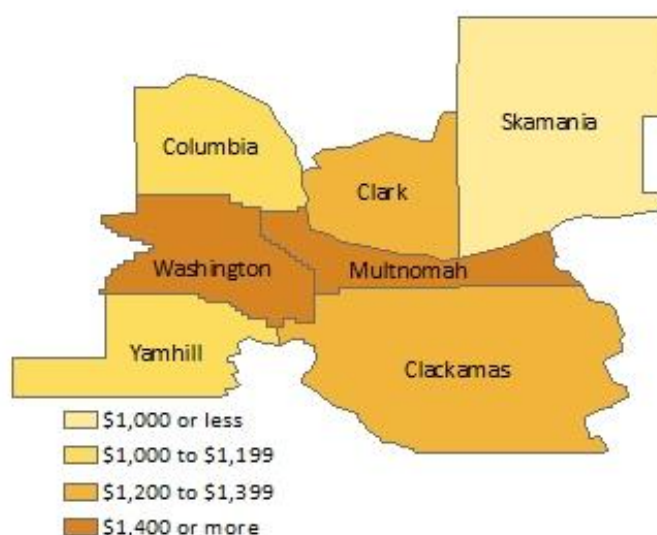 Skamania
Columbia
Clark
Washington
Multnomah
Yamhill
Clackamas
$1,000 or less
$1,000 to $1,199
$1,200 to $1,399
$1,400 or more